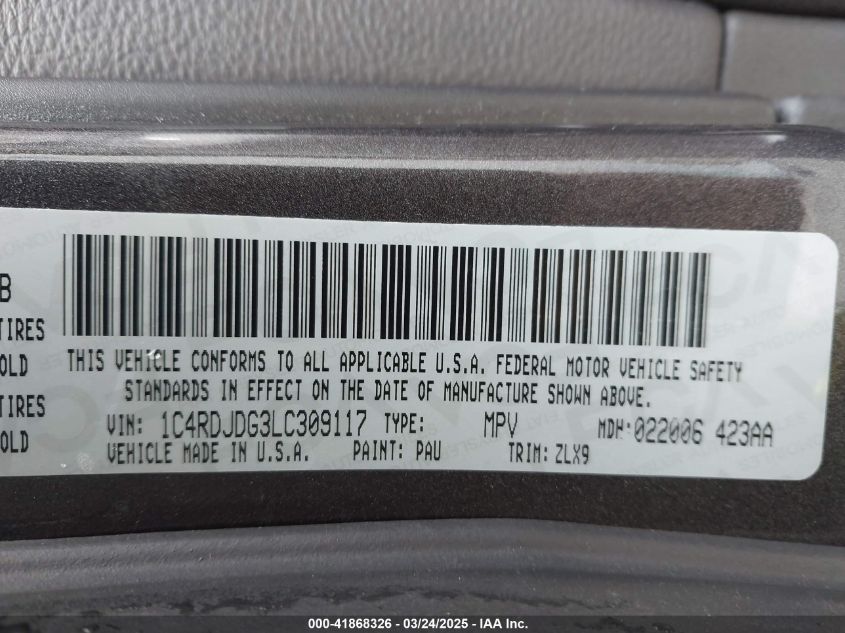 B
TIRES
OLD
TIRES
OLD
THIS VEHICLE CONFORMS TO ALL APPLICABLE U.S.A. FEDERAL MOTOR VEHICLE SAFETY
STANDARDS IN EFFECT ON THE DATE OF MANUFACTURE SHOWN ABOVE.
VIN: 1C4RDJDG3LC309117 TYPE: MPV MDH:022006 423AA
VEHICLE MADE IN U.S.A. PAINT: PAU TRIM: ZLX9
000-41868326 / 03/24/2025 - IAA Inc.